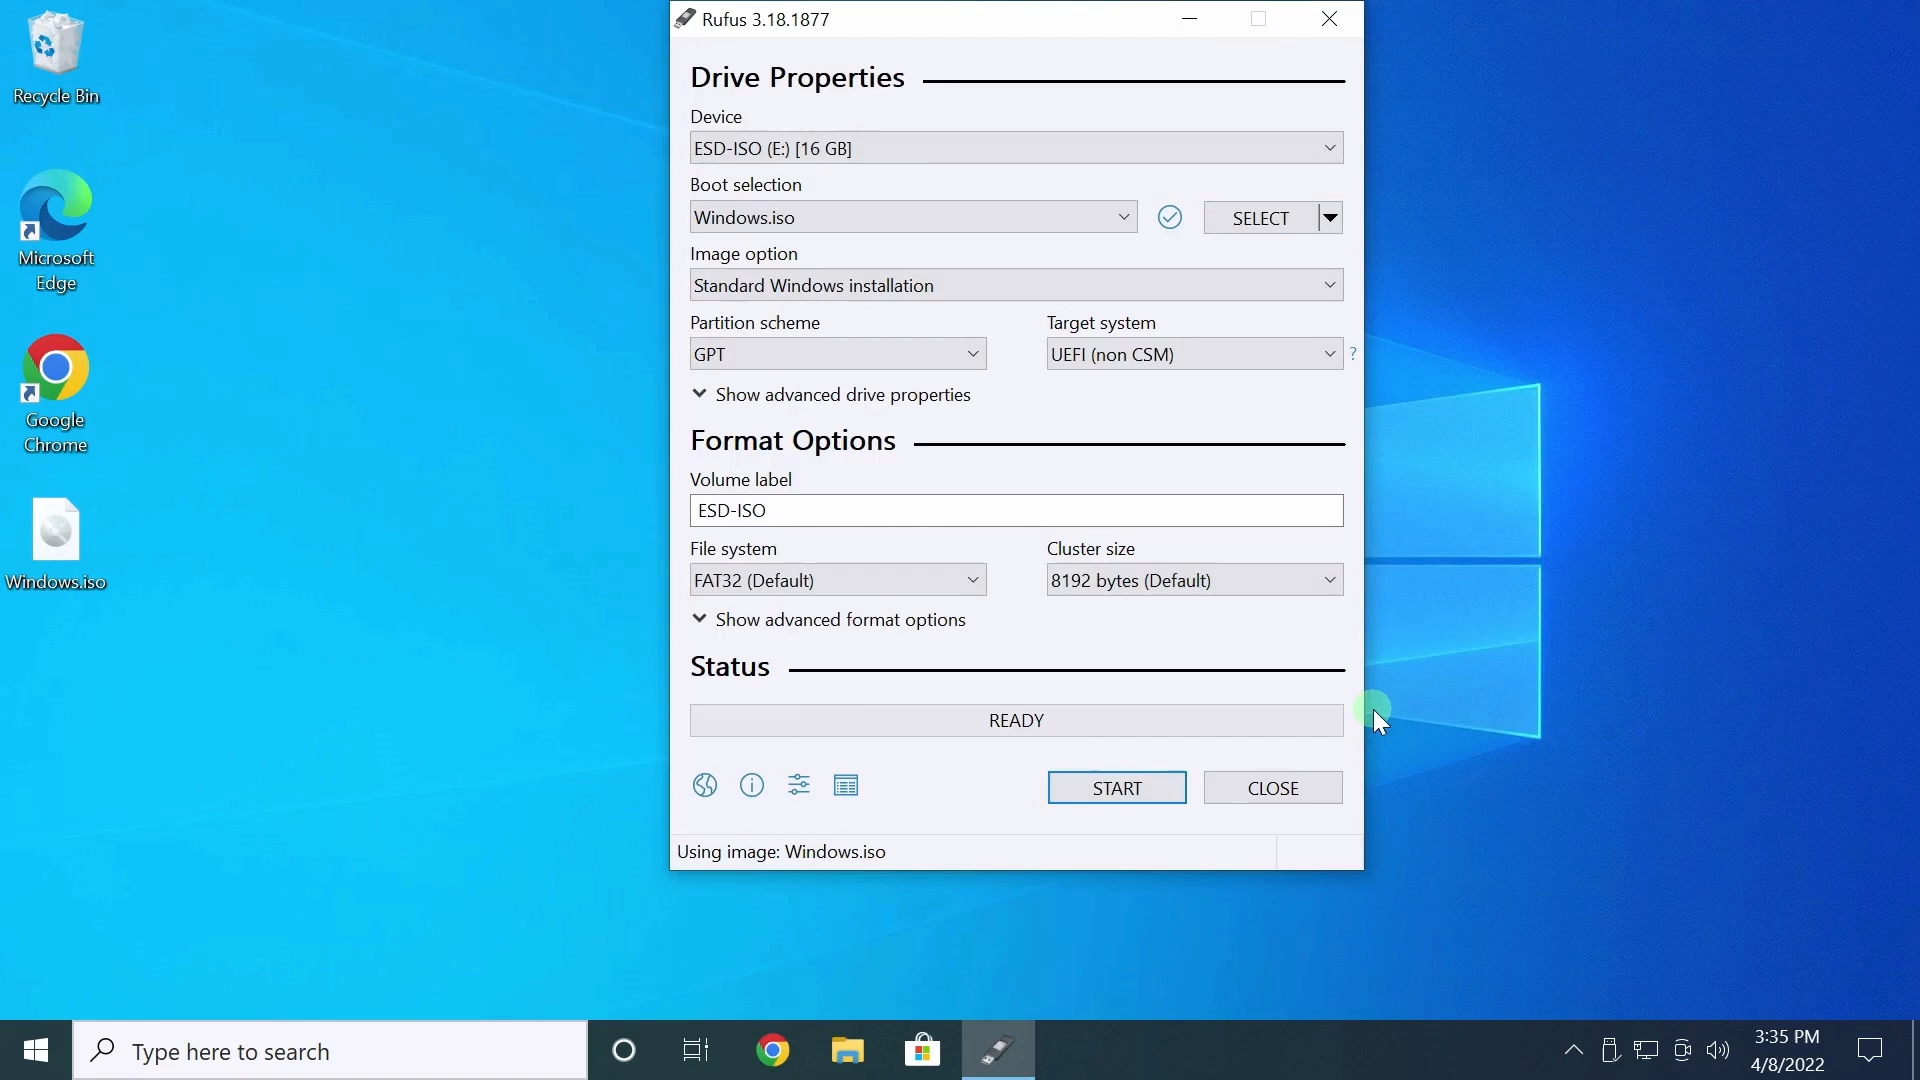 Recycle Bin
Microsoft
Edge
Google
Chrome
Windows.iso
Rufus 3.18.1877
Drive Properties
Device
ESD-ISO (E:) [16 GB]
Boot selection
Windows.iso
SELECT
Image option
Standard Windows installation
Partition scheme
Target system
GPT
UEFI (non CSM)
?
Show advanced drive properties
Format Options
Volume label
ESD-ISO
File system
Cluster size
FAT32 (Default)
8192 bytes (Default)
Show advanced format options
Status
READY
START
CLOSE
Using image: Windows.iso
Type here to search
3:35 PM
4/8/2022